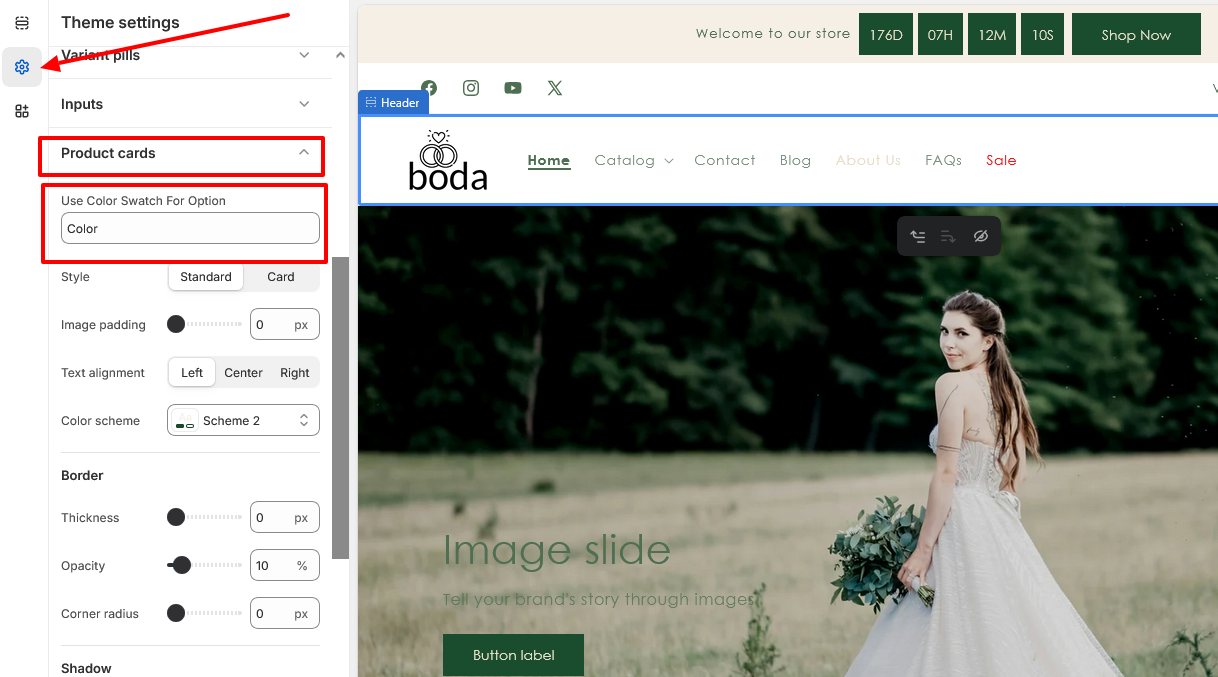 Theme settings
Variant pills
Inputs
Product cards
Use Color Swatch For Option
Color
Style
Standard
Card
Image padding
0 px
Text alignment
Left
Center
Right
Color scheme
Aa
Scheme 2
Border
Thickness
0 px
Opacity
10 %
Corner radius
0 px
Shadow
Welcome to our store
176D
07H
12M
10S
Shop Now
Header
boda
Home
Catalog
Contact
Blog
About Us
FAQs
Sale
Image slide
Tell your brand's story through images
Button label